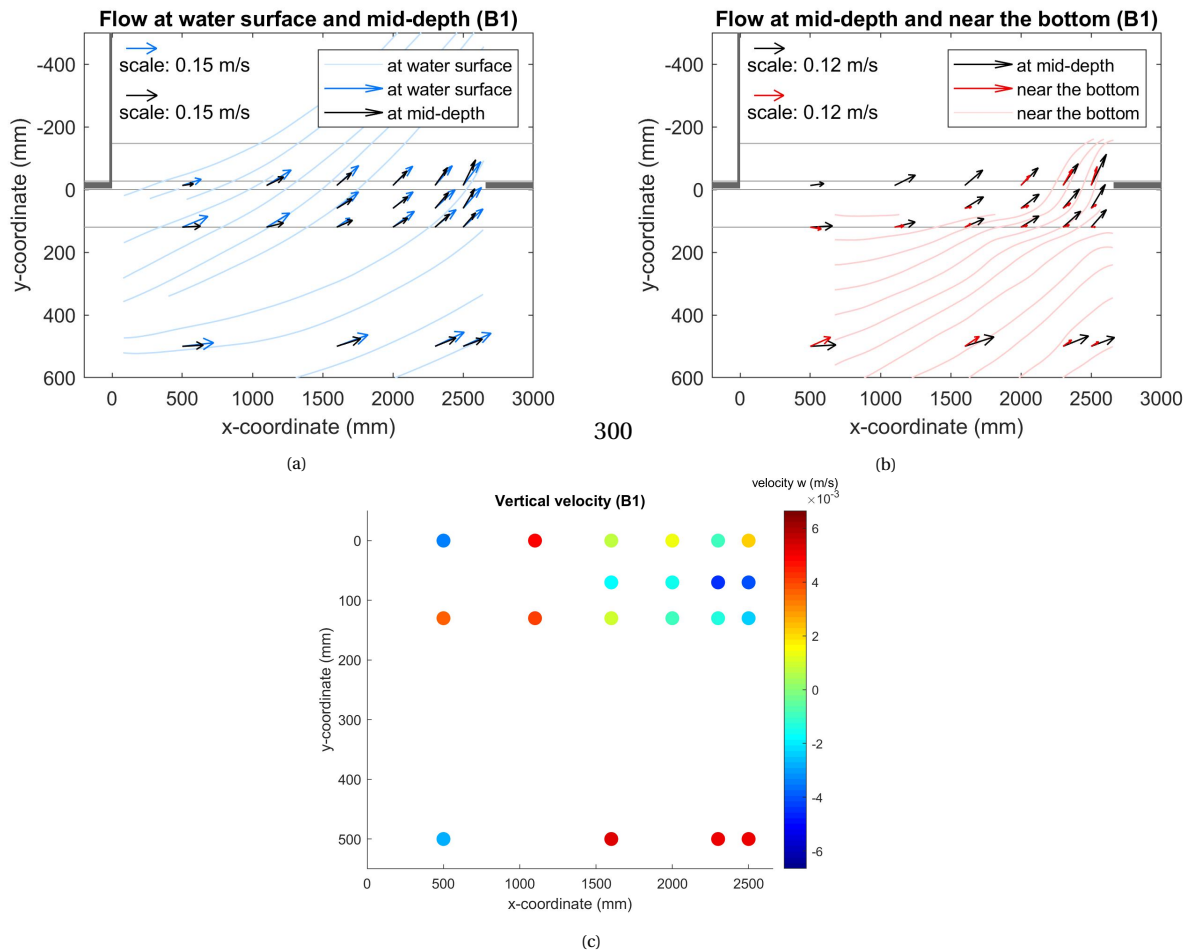 Flow at water surface and mid-depth (B1)
scale: 0.15 m/s
scale: 0.15 m/s
at water surface
at water surface
at mid-depth
-400
-200
0
200
400
600
y-coordinate (mm)
0 500 1000 1500 2000 2500 3000
x-coordinate (mm)
(a)
Flow at mid-depth and near the bottom (B1)
scale: 0.12 m/s
scale: 0.12 m/s
at mid-depth
near the bottom
near the bottom
-400
-200
0
200
400
600
y-coordinate (mm)
0 500 1000 1500 2000 2500 3000
x-coordinate (mm)
300
(b)
Vertical velocity (B1)
velocity w (m/s)
×10⁻³
0
100
200
300
400
500
y-coordinate (mm)
0 500 1000 1500 2000 2500
x-coordinate (mm)
6
4
2
0
-2
-4
-6
(c)